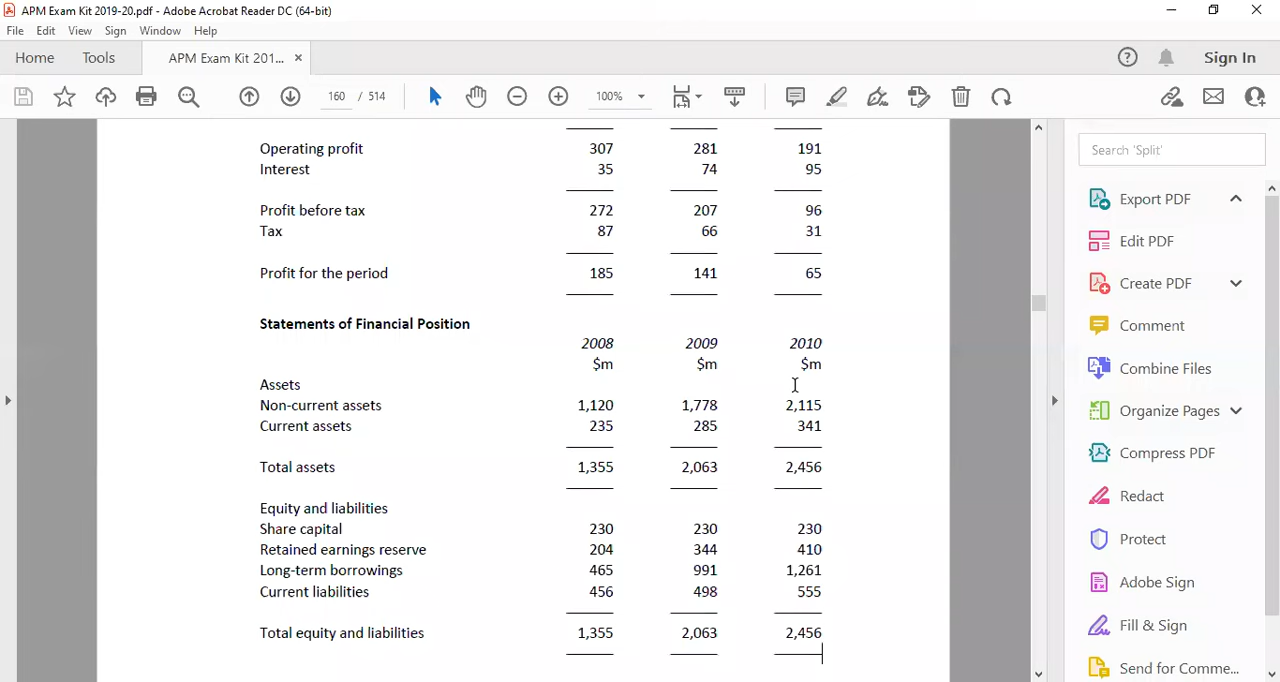 APM Exam Kit 2019-20.pdf - Adobe Acrobat Reader DC (64-bit)
File Edit View Sign Window Help
Home Tools APM Exam Kit 201... × Sign In
160 / 514 100%
Operating profit 307 281 191
Interest 35 74 95
Profit before tax 272 207 96
Tax 87 66 31
Profit for the period 185 141 65
Statements of Financial Position
2008 2009 2010
$m $m $m
Assets
Non-current assets 1,120 1,778 2,115
Current assets 235 285 341
Total assets 1,355 2,063 2,456
Equity and liabilities
Share capital 230 230 230
Retained earnings reserve 204 344 410
Long-term borrowings 465 991 1,261
Current liabilities 456 498 555
Total equity and liabilities 1,355 2,063 2,456
Search 'Split'
Export PDF
Edit PDF
Create PDF
Comment
Combine Files
Organize Pages
Compress PDF
Redact
Protect
Adobe Sign
Fill & Sign
Send for Comme...